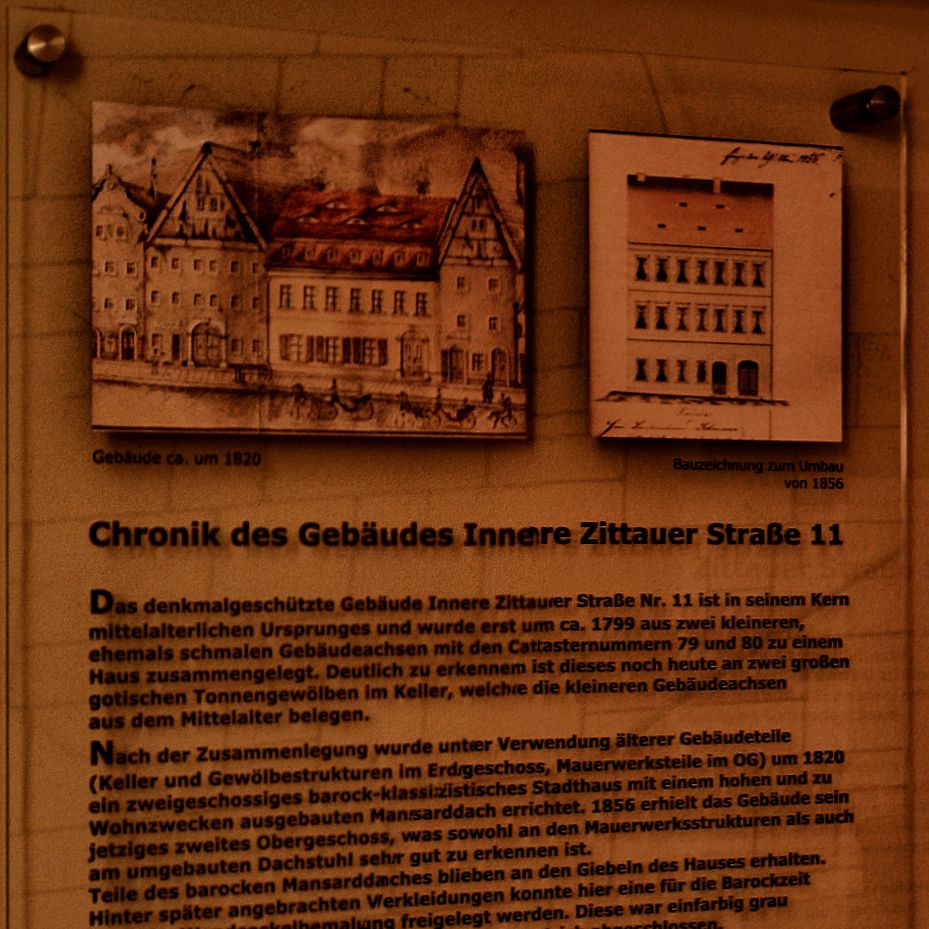 Gebäude ca. um 1820
Bauzeichnung zum Umbau
von 1856
Chronik des Gebäudes Innere Zittauer Straße 11
Das denkmalgeschützte Gebäude Innere Zittauer Straße Nr. 11 ist in seinem Kern
mittelalterlichen Ursprunges und wurde erst um ca. 1799 aus zwei kleineren,
ehemals schmalen Gebäudeachsen mit den Cattasternummern 79 und 80 zu einem
Haus zusammengelegt. Deutlich zu erkennem ist dieses noch heute an zwei großen
gotischen Tonnengewölben im Keller, welche die kleineren Gebäudeachsen
aus dem Mittelalter belegen.
Nach der Zusammenlegung wurde unter Verwendung älterer Gebäudeteile
(Keller und Gewölbestrukturen im Erdgeschoss, Mauerwerksteile im OG) um 1820
ein zweigeschossiges barock-klassizistisches Stadthaus mit einem hohen und zu
Wohnzwecken ausgebauten Mansarddach errichtet. 1856 erhielt das Gebäude sein
jetziges zweites Obergeschoss, was sowohl an den Mauerwerksstrukturen als auch
am umgebauten Dachstuhl sehr gut zu erkennen ist.
Teile des barocken Mansarddaches blieben an den Giebeln des Hauses erhalten.
Hinter später angebrachten Verkleidungen konnte hier eine für die Barockzeit
freigelegt werden. Diese war einfarbig grau
abgeschlossen.